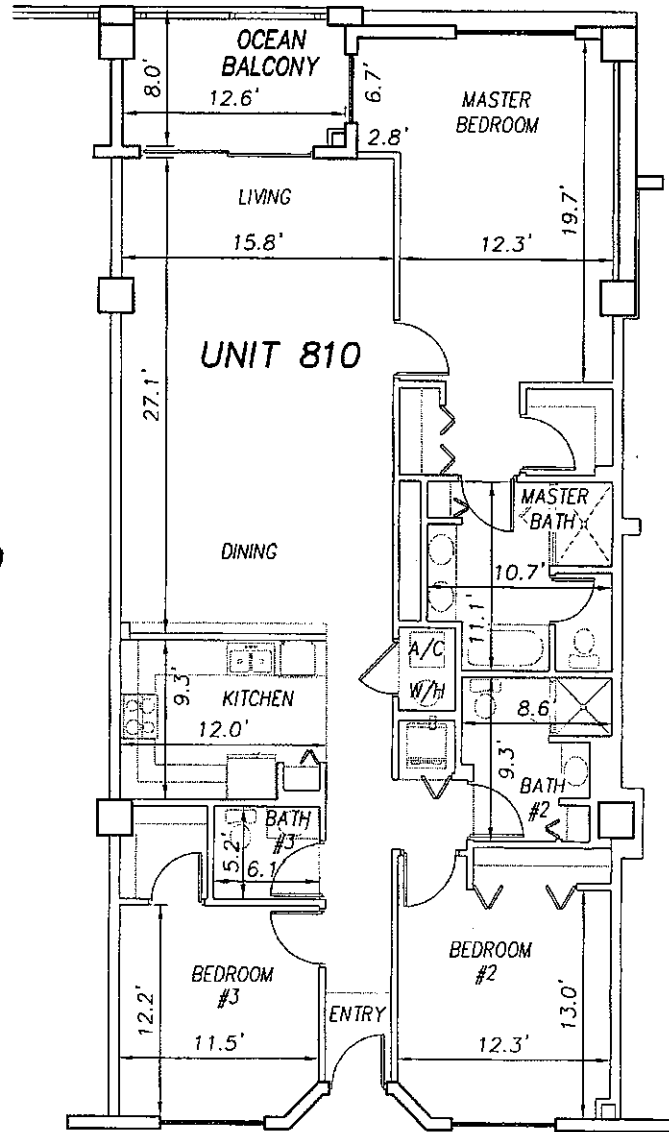 OCEAN
BALCONY
8.0'
12.6'
6.7'
2.8'
MASTER
BEDROOM
LIVING
15.8'
12.3'
19.7'
UNIT 810
27.1'
DINING
MASTER
BATH
10.7'
11.1'
A/C
W/H
9.3'
KITCHEN
12.0'
8.6'
9.3'
BATH
#2
BATH
#3
5.2'
6.1
BEDROOM
#3
12.2'
11.5'
ENTRY
BEDROOM
#2
13.0'
12.3'